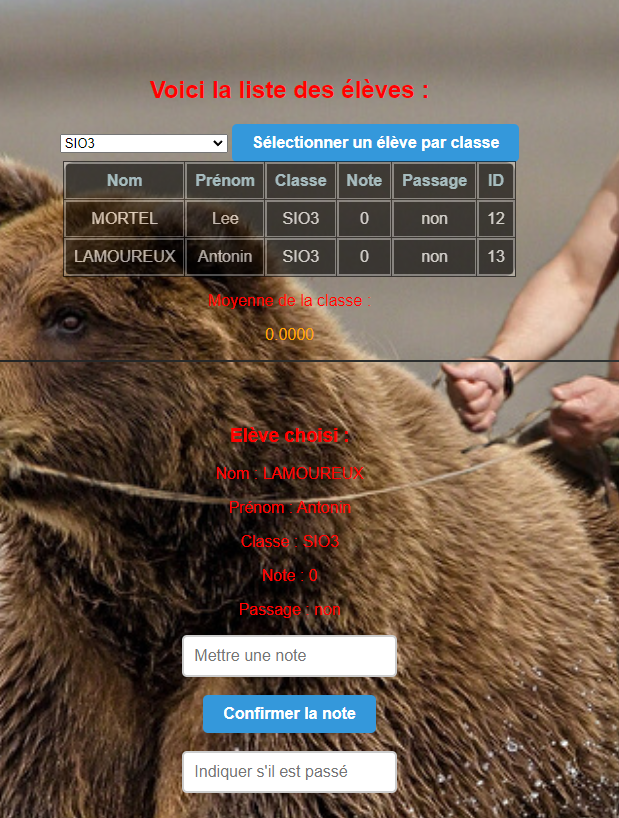 Voici la liste des élèves :
SIO3 Sélectionner un élève par classe
Nom Prénom Classe Note Passage ID
MORTEL Lee SIO3 0 non 12
LAMOUREUX Antonin SIO3 0 non 13
Moyenne de la classe :
0.0000
Elève choisi :
Nom : LAMOUREUX
Prénom : Antonin
Classe : SIO3
Note : 0
Passage : non
Mettre une note
Confirmer la note
Indiquer s'il est passé